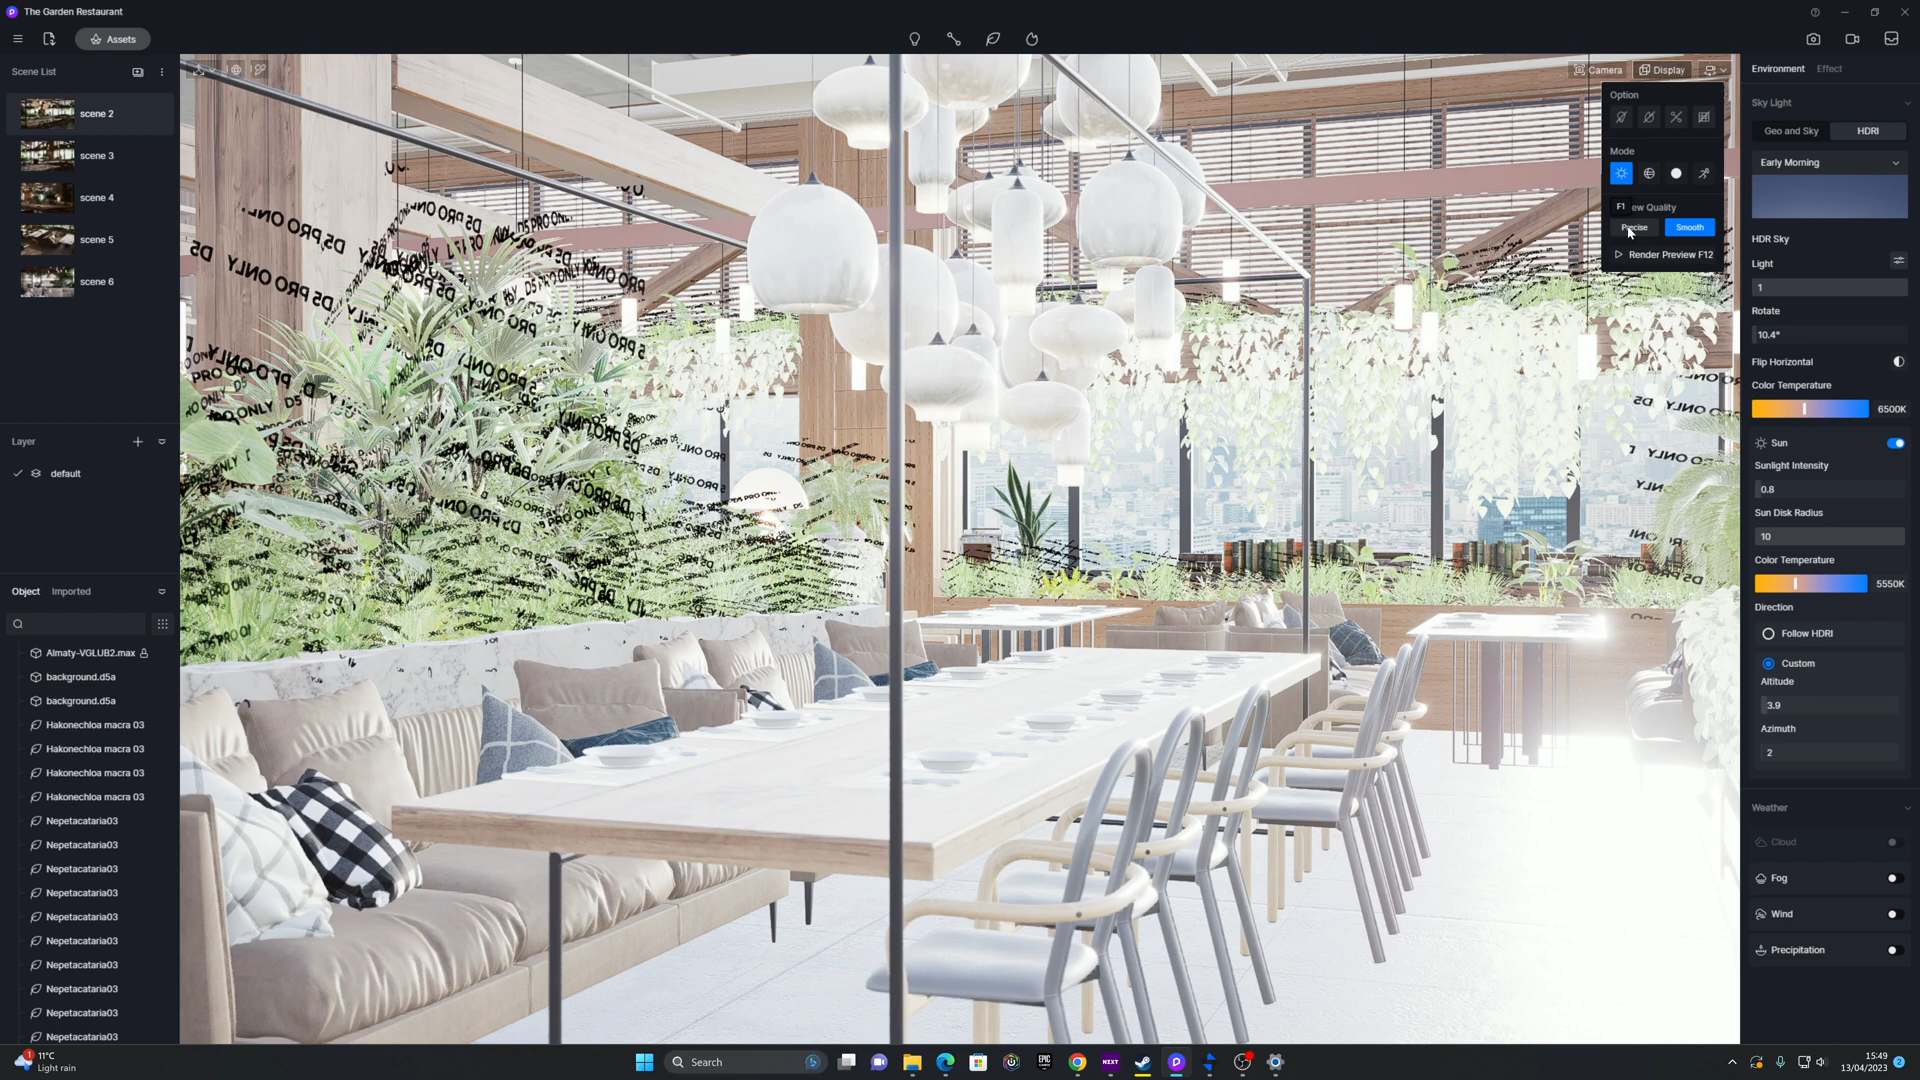 The Garden Restaurant
Assets
Scene List
scene 2
scene 3
scene 4
scene 5
scene 6
Layer
default
Object Imported
Almaty-VGLUB2.max
background.d5a
background.d5a
Hakonechloa macra 03
Hakonechloa macra 03
Hakonechloa macra 03
Hakonechloa macra 03
Nepetacataria03
Nepetacataria03
Nepetacataria03
Nepetacataria03
Nepetacataria03
Nepetacataria03
Nepetacataria03
Nepetacataria03
Nepetacataria03
Nepetacataria03
D5 PRO ONLY
Camera Display
Option
Mode
F1 ew Quality
Precise Smooth
Render Preview F12
Environment Effect
Sky Light
Geo and Sky HDRI
Early Morning
HDR Sky
Light
1
Rotate
10.4°
Flip Horizontal
Color Temperature
6500K
Sun
Sunlight Intensity
0.8
Sun Disk Radius
10
Color Temperature
5550K
Direction
Follow HDRI
Custom
Altitude
3.9
Azimuth
2
Weather
Cloud
Fog
Wind
Precipitation
1
11°C
Light rain
Search
EPIC
NZXT
15:49
13/04/2023
2